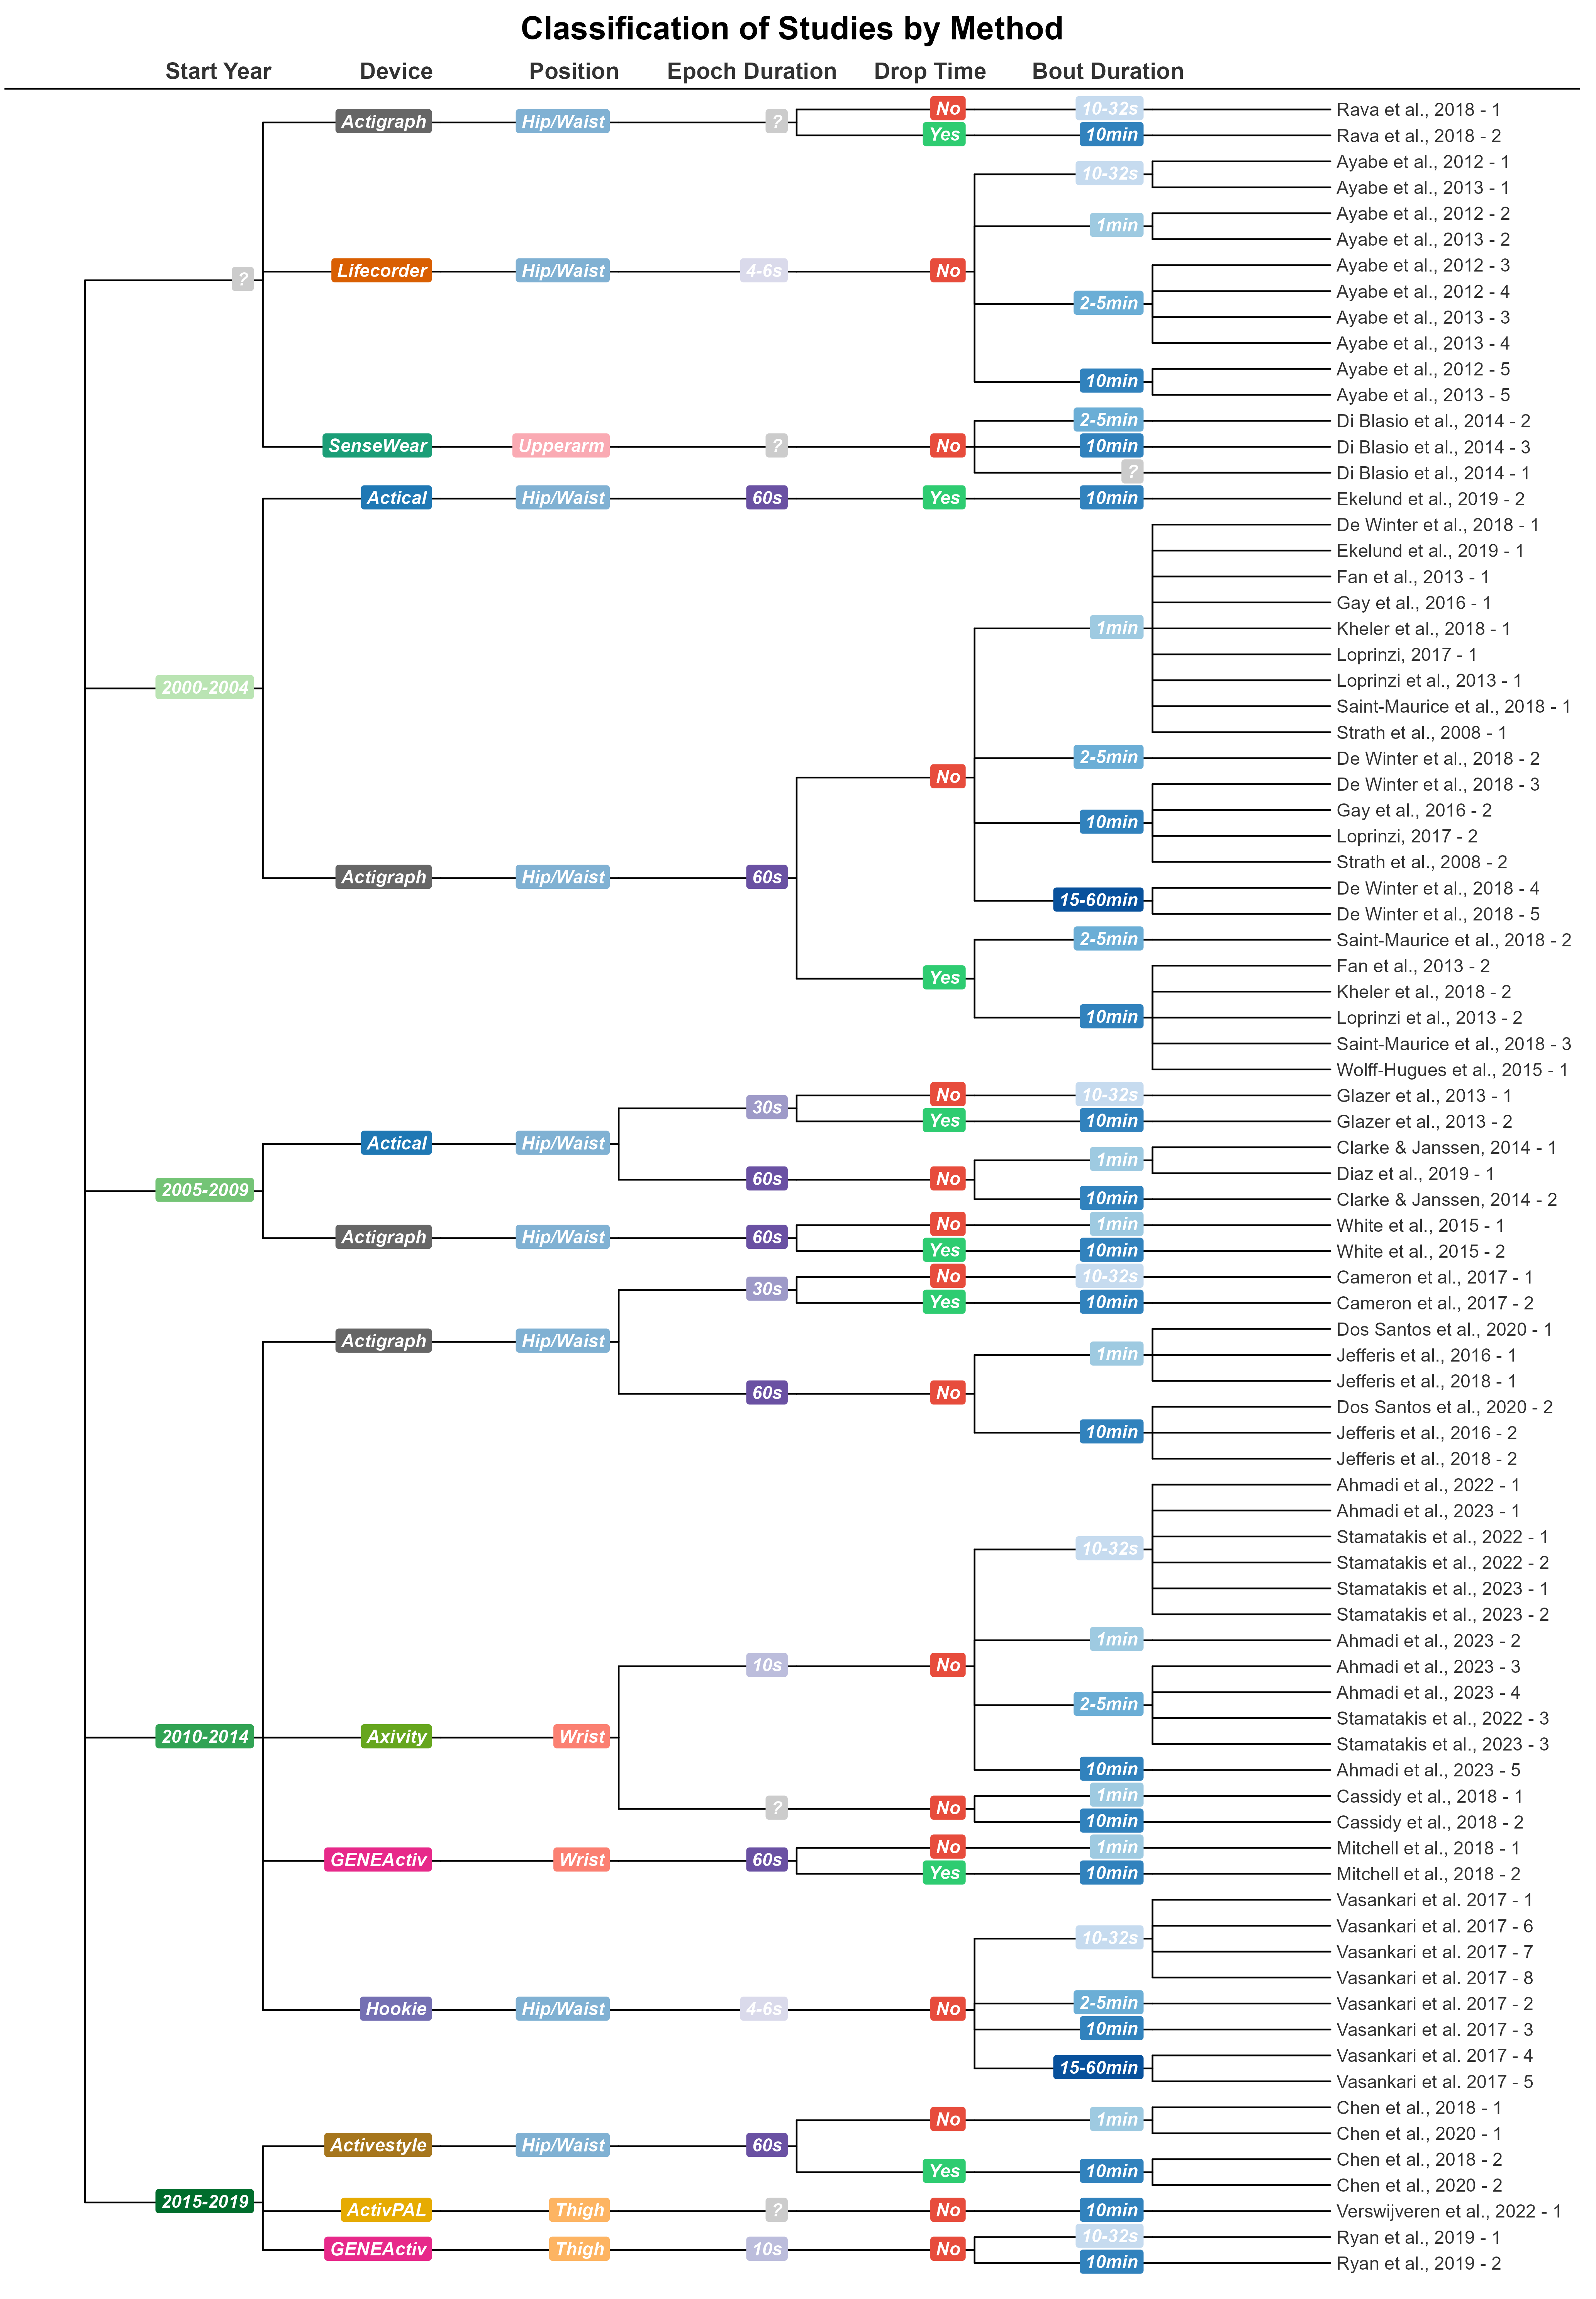 Classification of Studies by Method
Start Year Device Position Epoch Duration Drop Time Bout Duration
No 10-32s Rava et al., 2018 - 1
Actigraph Hip/Waist ?
Yes 10min Rava et al., 2018 - 2
Ayabe et al., 2012 - 1
10-32s
Ayabe et al., 2013 - 1
Ayabe et al., 2012 - 2
1min
Ayabe et al., 2013 - 2
Ayabe et al., 2012 - 3
Lifecorder Hip/Waist 4-6s No
?
Ayabe et al., 2012 - 4
2-5min
Ayabe et al., 2013 - 3
Ayabe et al., 2013 - 4
Ayabe et al., 2012 - 5
10min
Ayabe et al., 2013 - 5
2-5min Di Blasio et al., 2014 - 2
SenseWear Upperarm ? No 10min Di Blasio et al., 2014 - 3
? Di Blasio et al., 2014 - 1
Actical Hip/Waist 60s Yes 10min Ekelund et al., 2019 - 2
De Winter et al., 2018 - 1
Ekelund et al., 2019 - 1
Fan et al., 2013 - 1
Gay et al., 2016 - 1
1min Kheler et al., 2018 - 1
Loprinzi, 2017 - 1
Loprinzi et al., 2013 - 1
2000-2004
Saint-Maurice et al., 2018 - 1
Strath et al., 2008 - 1
2-5min De Winter et al., 2018 - 2
No
De Winter et al., 2018 - 3
Gay et al., 2016 - 2
10min
Loprinzi, 2017 - 2
Strath et al., 2008 - 2
Actigraph Hip/Waist 60s
De Winter et al., 2018 - 4
15-60min
De Winter et al., 2018 - 5
2-5min Saint-Maurice et al., 2018 - 2
Fan et al., 2013 - 2
Yes
Kheler et al., 2018 - 2
10min Loprinzi et al., 2013 - 2
Saint-Maurice et al., 2018 - 3
Wolff-Hugues et al., 2015 - 1
No 10-32s Glazer et al., 2013 - 1
30s
Yes 10min Glazer et al., 2013 - 2
Actical Hip/Waist
Clarke & Janssen, 2014 - 1
1min
Diaz et al., 2019 - 1
60s No
2005-2009
10min Clarke & Janssen, 2014 - 2
No 1min White et al., 2015 - 1
Actigraph Hip/Waist 60s
Yes 10min White et al., 2015 - 2
No 10-32s Cameron et al., 2017 - 1
30s
Yes 10min Cameron et al., 2017 - 2
Dos Santos et al., 2020 - 1
Actigraph Hip/Waist
1min Jefferis et al., 2016 - 1
Jefferis et al., 2018 - 1
60s No
Dos Santos et al., 2020 - 2
10min Jefferis et al., 2016 - 2
Jefferis et al., 2018 - 2
Ahmadi et al., 2022 - 1
Ahmadi et al., 2023 - 1
Stamatakis et al., 2022 - 1
10-32s
Stamatakis et al., 2022 - 2
Stamatakis et al., 2023 - 1
Stamatakis et al., 2023 - 2
1min Ahmadi et al., 2023 - 2
10s No Ahmadi et al., 2023 - 3
Ahmadi et al., 2023 - 4
2-5min
Stamatakis et al., 2022 - 3
2010-2014 Axivity Wrist
Stamatakis et al., 2023 - 3
10min Ahmadi et al., 2023 - 5
1min Cassidy et al., 2018 - 1
? No
10min Cassidy et al., 2018 - 2
No 1min Mitchell et al., 2018 - 1
GENEActiv Wrist 60s
Yes 10min Mitchell et al., 2018 - 2
Vasankari et al. 2017 - 1
Vasankari et al. 2017 - 6
10-32s
Vasankari et al. 2017 - 7
Vasankari et al. 2017 - 8
2-5min Vasankari et al. 2017 - 2
Hookie Hip/Waist 4-6s No
10min Vasankari et al. 2017 - 3
Vasankari et al. 2017 - 4
15-60min
Vasankari et al. 2017 - 5
Chen et al., 2018 - 1
No 1min
Chen et al., 2020 - 1
Activestyle Hip/Waist 60s
Chen et al., 2018 - 2
Yes 10min
Chen et al., 2020 - 2
2015-2019
ActivPAL Thigh ? No 10min Verswijveren et al., 2022 - 1
10-32s Ryan et al., 2019 - 1
GENEActiv Thigh 10s No
10min Ryan et al., 2019 - 2